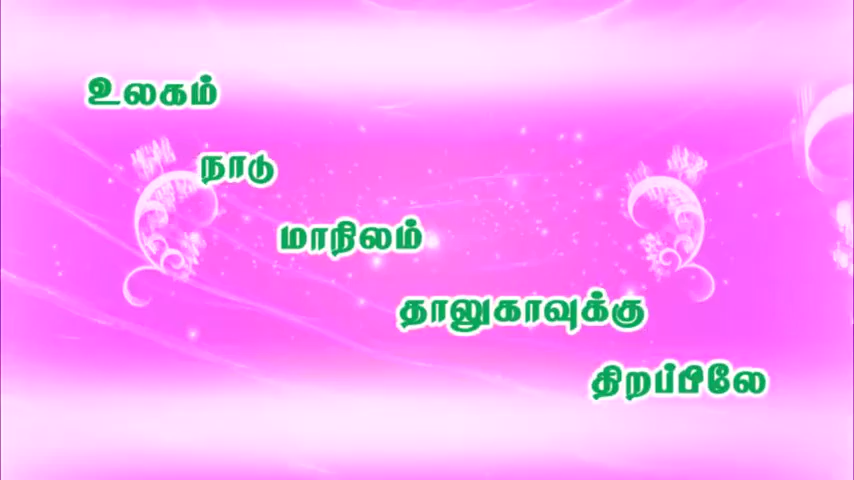 உலகம்
நாடு
மாநிலம்
தாலுகாவுக்கு
திறப்பிலே